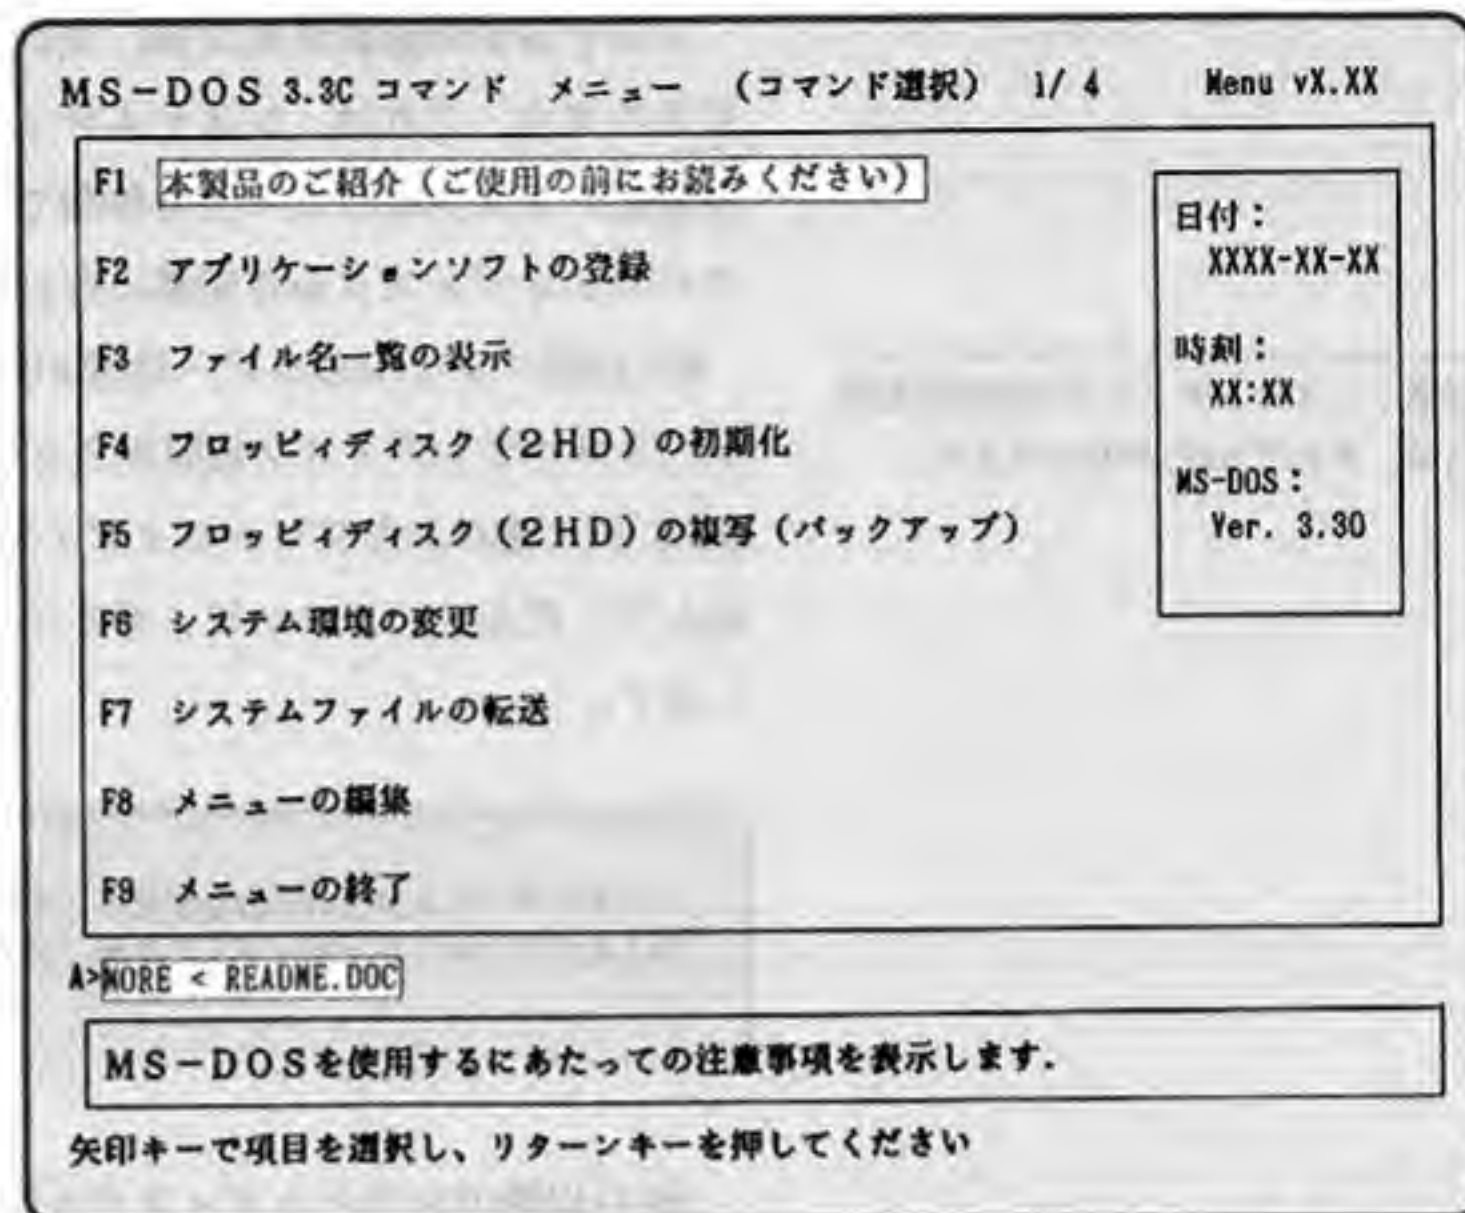 MS-DOS 3.3C コマンド メニュー （コマンド選択） 1/ 4 Menu vX.XX
F1 本製品のご紹介（ご使用の前にお読みください）
F2 アプリケーションソフトの登録
F3 ファイル名一覧の表示
F4 フロッピィディスク（２ＨＤ）の初期化
F5 フロッピィディスク（２ＨＤ）の複写（バックアップ）
F6 システム環境の変更
F7 システムファイルの転送
F8 メニューの編集
F9 メニューの終了
日付：
XXXX-XX-XX
時刻：
XX:XX
MS-DOS：
Ver. 3.30
A>MORE < README.DOC
ＭＳ－ＤＯＳを使用するにあたっての注意事項を表示します．
矢印キーで項目を選択し、リターンキーを押してください